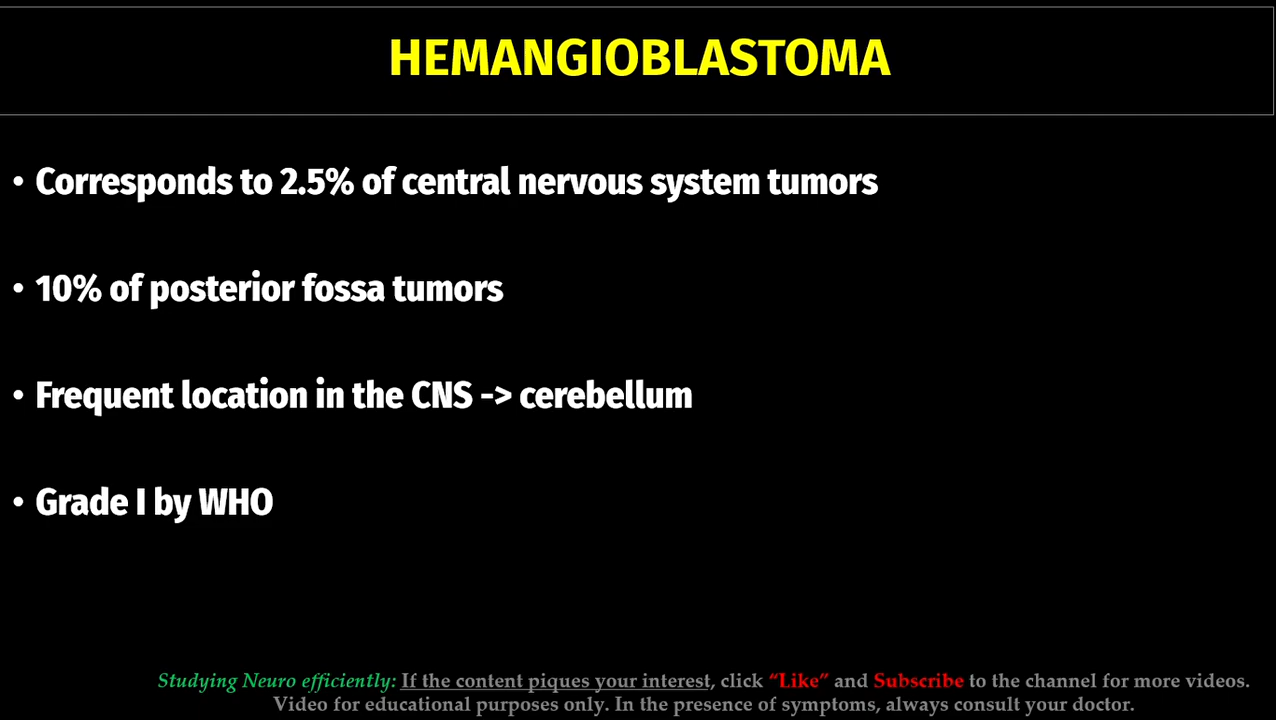 HEMANGIOBLASTOMA
• Corresponds to 2.5% of central nervous system tumors
• 10% of posterior fossa tumors
• Frequent location in the CNS -> cerebellum
• Grade I by WHO
Studying Neuro efficiently: If the content piques your interest, click “Like” and Subscribe to the channel for more videos.
Video for educational purposes only. In the presence of symptoms, always consult your doctor.